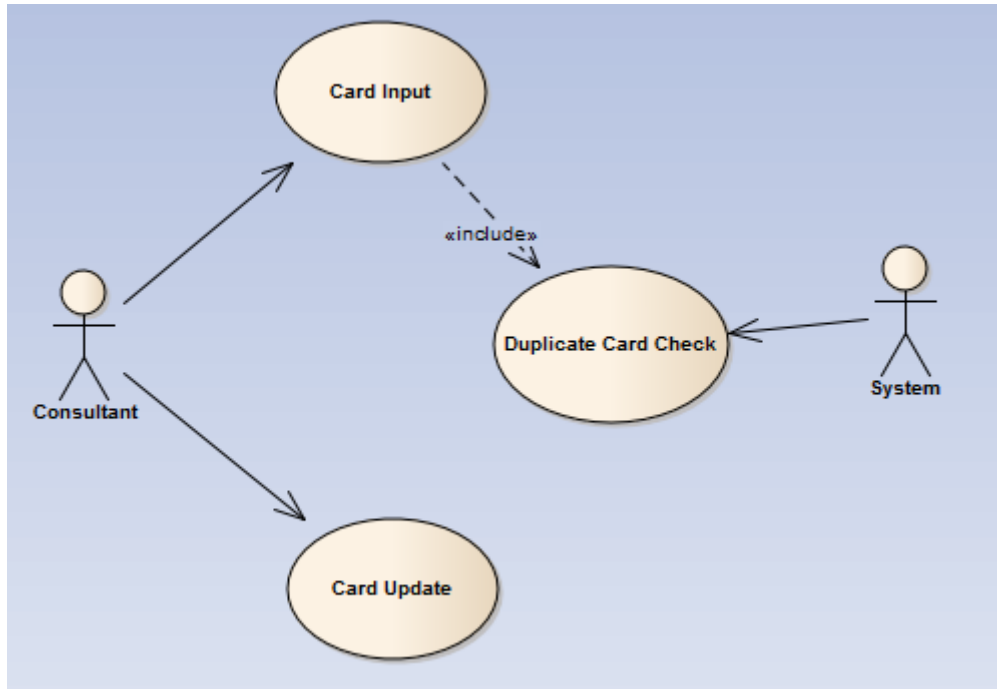 Card Input
«include»
Duplicate Card Check
System
Consultant
Card Update